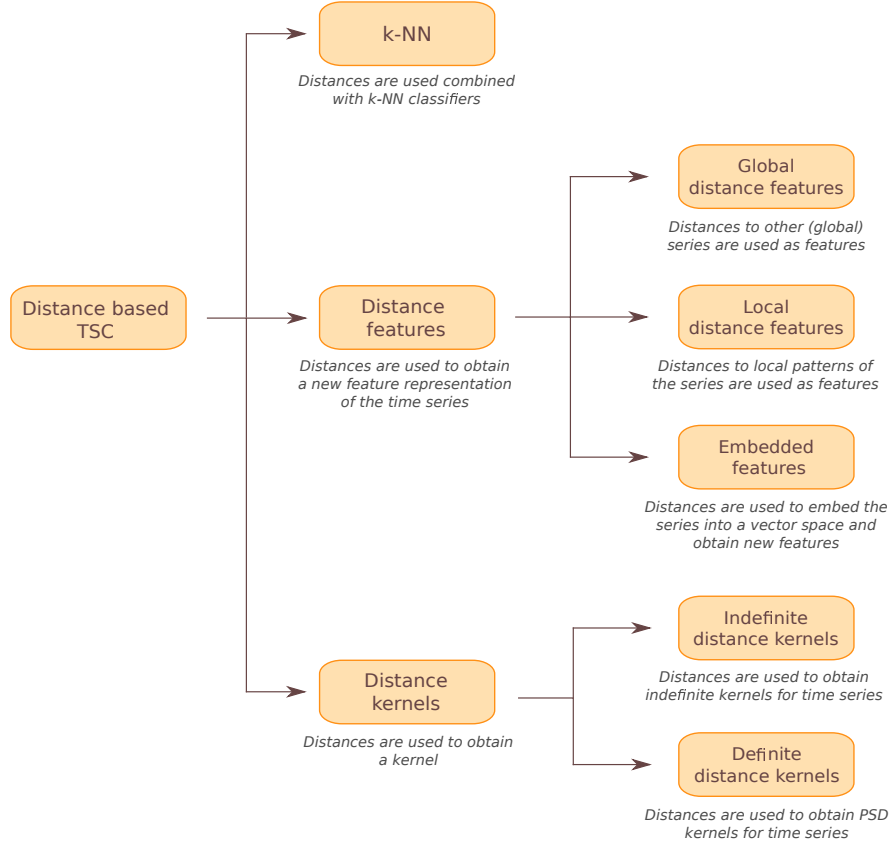 k-NN
Distances are used combined
with k-NN classifiers
Global
distance features
Distances to other (global)
series are used as features
Distance based
TSC
Distance
features
Distances are used to obtain
a new feature representation
of the time series
Local
distance features
Distances to local patterns of
the series are used as features
Embedded
features
Distances are used to embed the
series into a vector space and
obtain new features
Distance
kernels
Distances are used to obtain
a kernel
Indefinite
distance kernels
Distances are used to obtain
indefinite kernels for time series
Definite
distance kernels
Distances are used to obtain PSD
kernels for time series